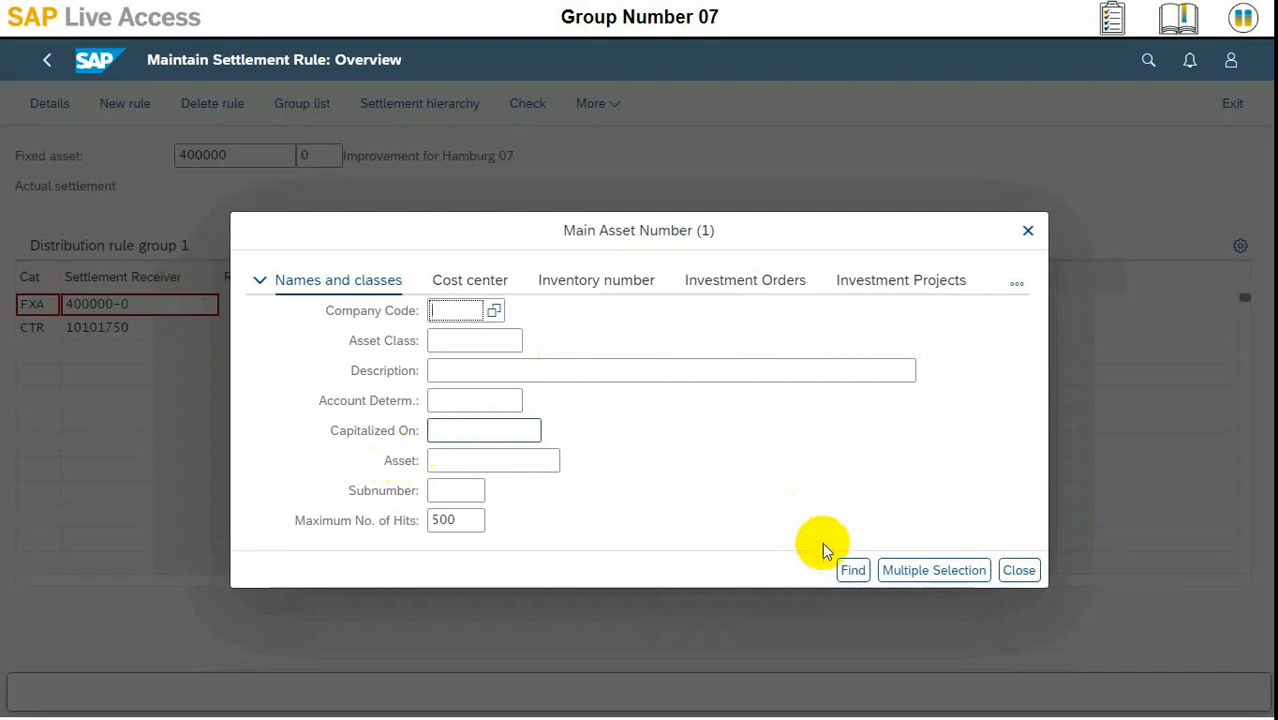 SAP Live Access
Group Number 07
SAP
Maintain Settlement Rule: Overview
Details New rule Delete rule Group list Settlement hierarchy Check More Exit
Fixed asset: 400000 0 Improvement for Hamburg 07
Actual settlement
Distribution rule group 1
Cat Settlement Receiver
FXA 400000-0
CTR 10101750
Main Asset Number (1)
Names and classes Cost center Inventory number Investment Orders Investment Projects
Company Code:
Asset Class:
Description:
Account Determ.:
Capitalized On:
Asset:
Subnumber:
Maximum No. of Hits: 500
Find Multiple Selection Close